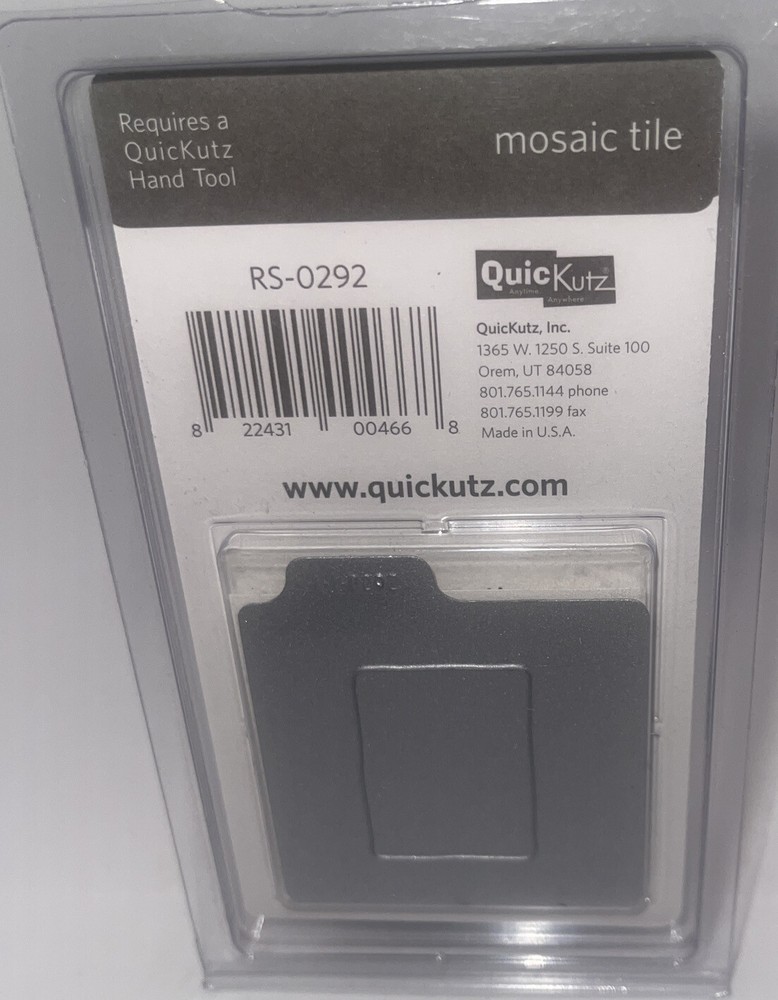 Requires a
QuicKutz
Hand Tool
mosaic tile
RS-0292
8 22431 00466 8
QuicKutz®
Anytime.
Anywhere
QuicKutz, Inc.
1365 W. 1250 S. Suite 100
Orem, UT 84058
801.765.1144 phone
801.765.1199 fax
Made in U.S.A.
www.quickutz.com